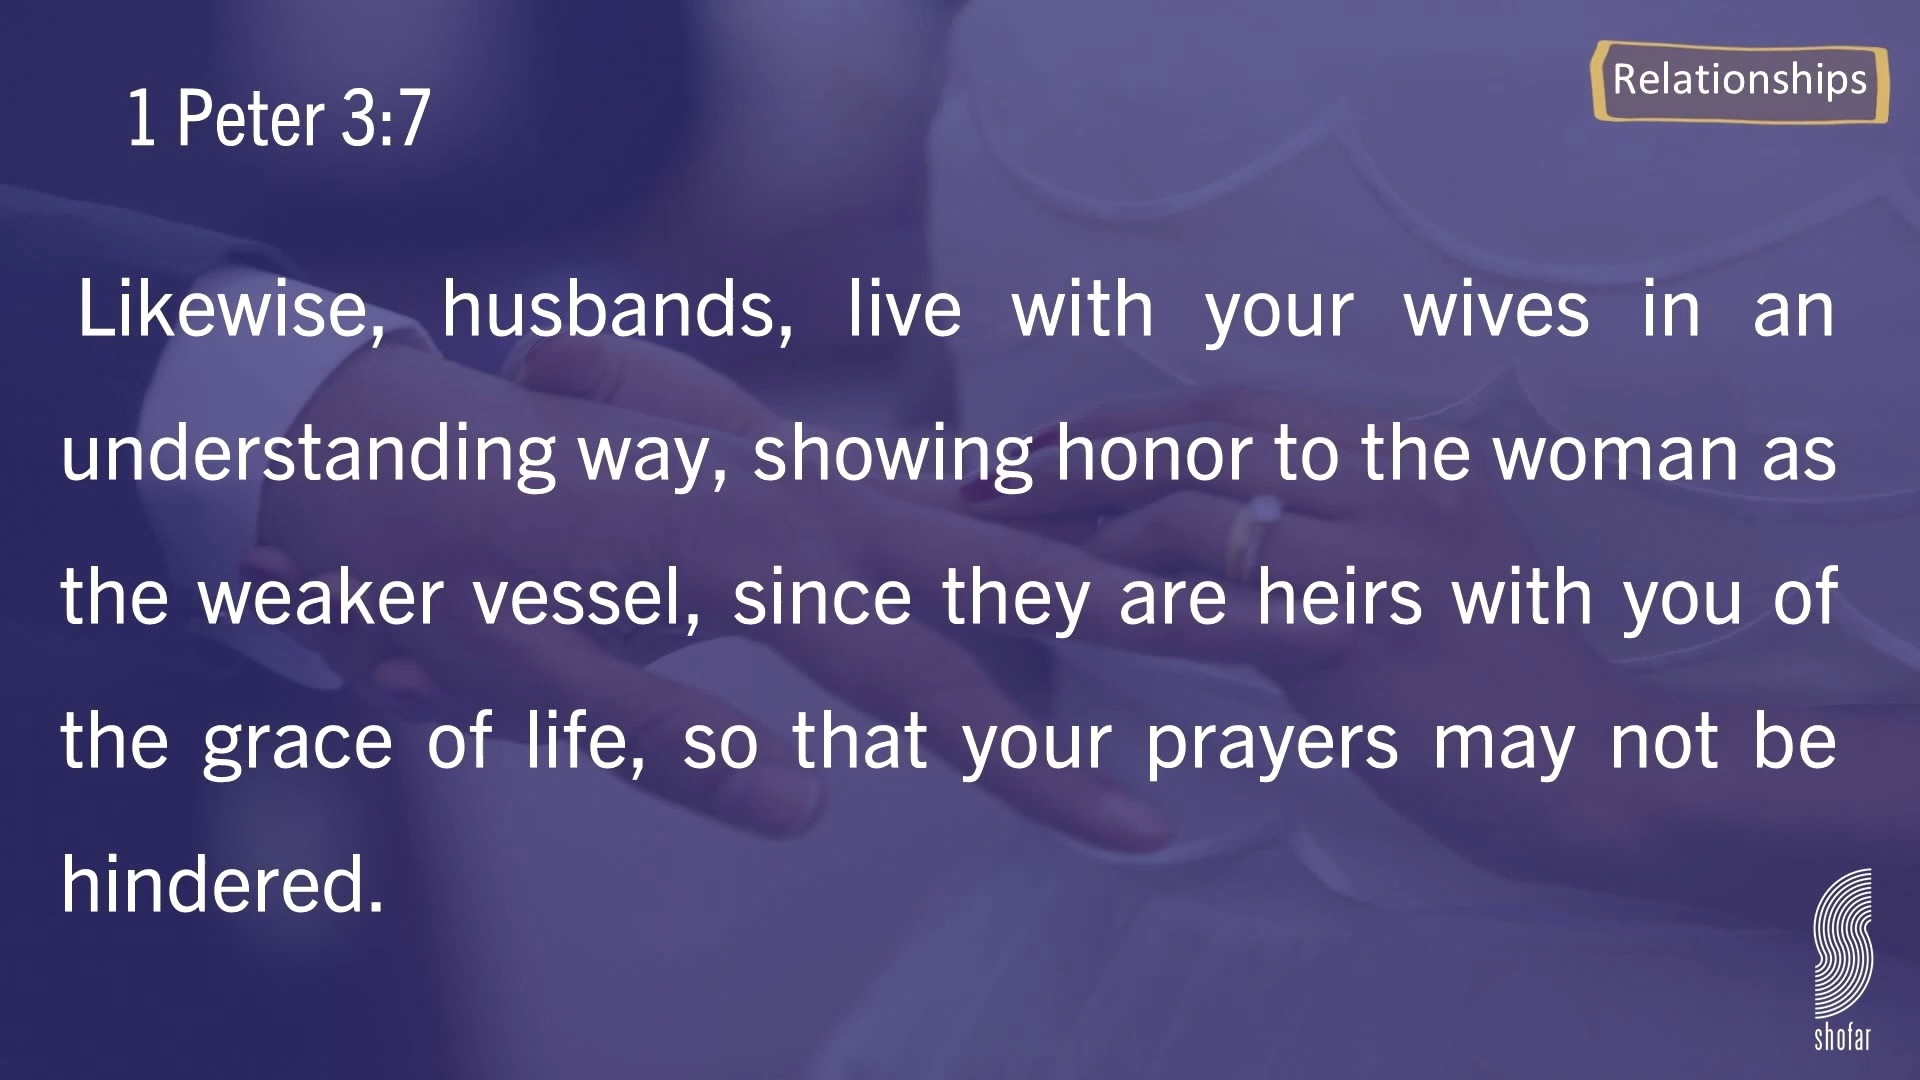 1 Peter 3:7
Relationships
Likewise, husbands, live with your wives in an
understanding way, showing honor to the woman as
the weaker vessel, since they are heirs with you of
the grace of life, so that your prayers may not be
hindered.
shofar